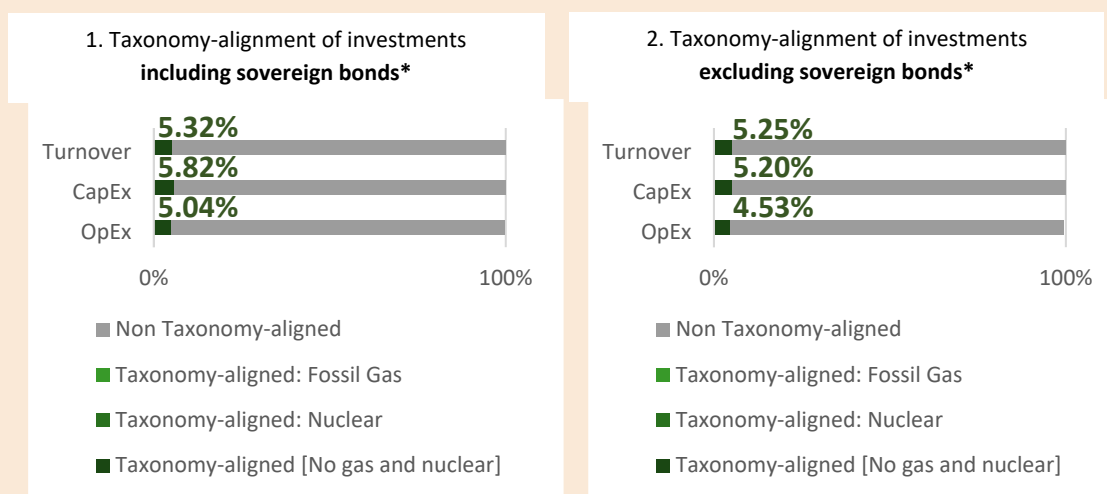 1. Taxonomy-alignment of investments
including sovereign bonds*
5.32%
Turnover
5.82%
CapEx
5.04%
OpEx
0% 100%
Non Taxonomy-aligned
Taxonomy-aligned: Fossil Gas
Taxonomy-aligned: Nuclear
Taxonomy-aligned [No gas and nuclear]
2. Taxonomy-alignment of investments
excluding sovereign bonds*
5.25%
Turnover
5.20%
CapEx
4.53%
OpEx
0% 100%
Non Taxonomy-aligned
Taxonomy-aligned: Fossil Gas
Taxonomy-aligned: Nuclear
Taxonomy-aligned [No gas and nuclear]